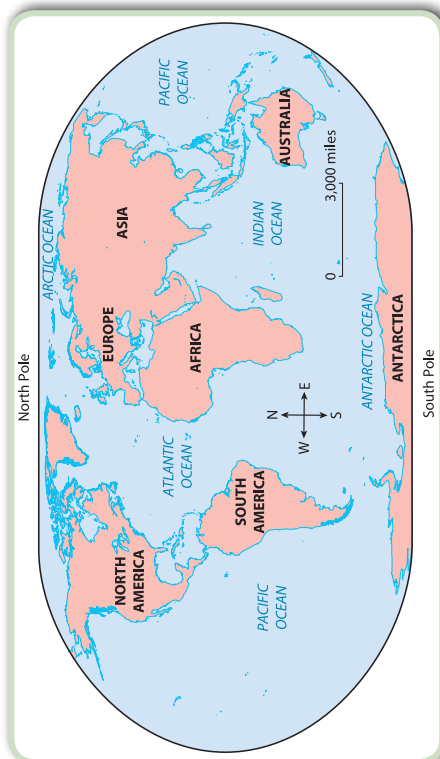 North Pole
ARCTIC OCEAN
NORTH
AMERICA
EUROPE
ASIA
PACIFIC
OCEAN
ATLANTIC
OCEAN
AFRICA
PACIFIC
OCEAN
SOUTH
AMERICA
INDIAN
OCEAN
AUSTRALIA
N
W
E
S
0
3,000 miles
ANTARCTIC OCEAN
ANTARCTICA
South Pole